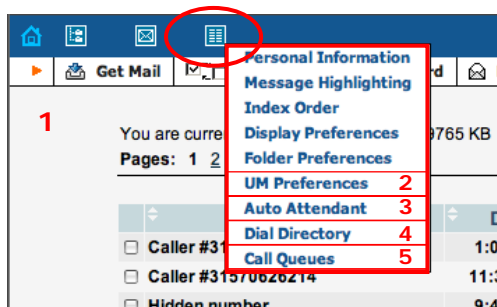 Personal Information
Get Mail
rd
Message Highlighting
1
Index Order
You are curre
Display Preferences
9765 KB
Pages: 1 2
Folder Preferences
UM Preferences 2
Auto Attendant 3
Dial Directory 4
Caller #31
Call Queues 5
1:0
Caller #31570626214
11:3
Hidden number
9:4